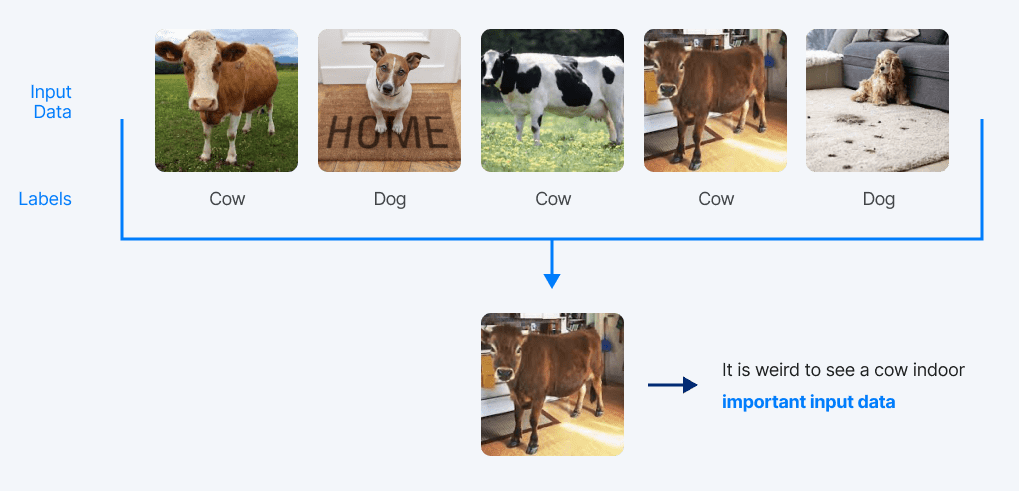 Input
Data
HOME
Labels
Cow
Dog
Cow
Cow
Dog
It is weird to see a cow indoor
important input data